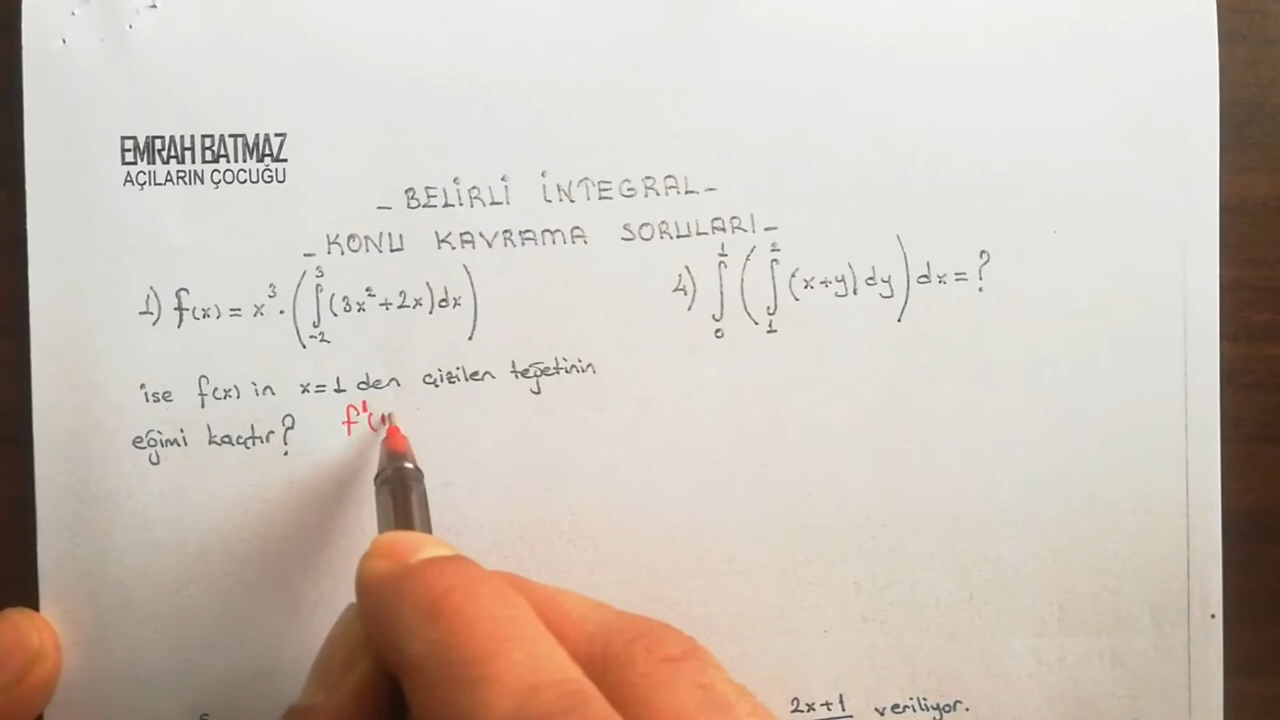 EMRAH BATMAZ
AÇILARIN ÇOCUĞU
- BELİRLİ İNTEGRAL -
- KONU KAVRAMA SORULARI -
1) f(x) = x³ · (∫₋₂³ (3x² + 2x) dx)
ise f(x) in x=1 den çizilen teğetinin
eğimi kaçtır? f'(
4) ∫₀¹ (∫₁² (x+y) dy) dx = ?
2x+1 veriliyor.